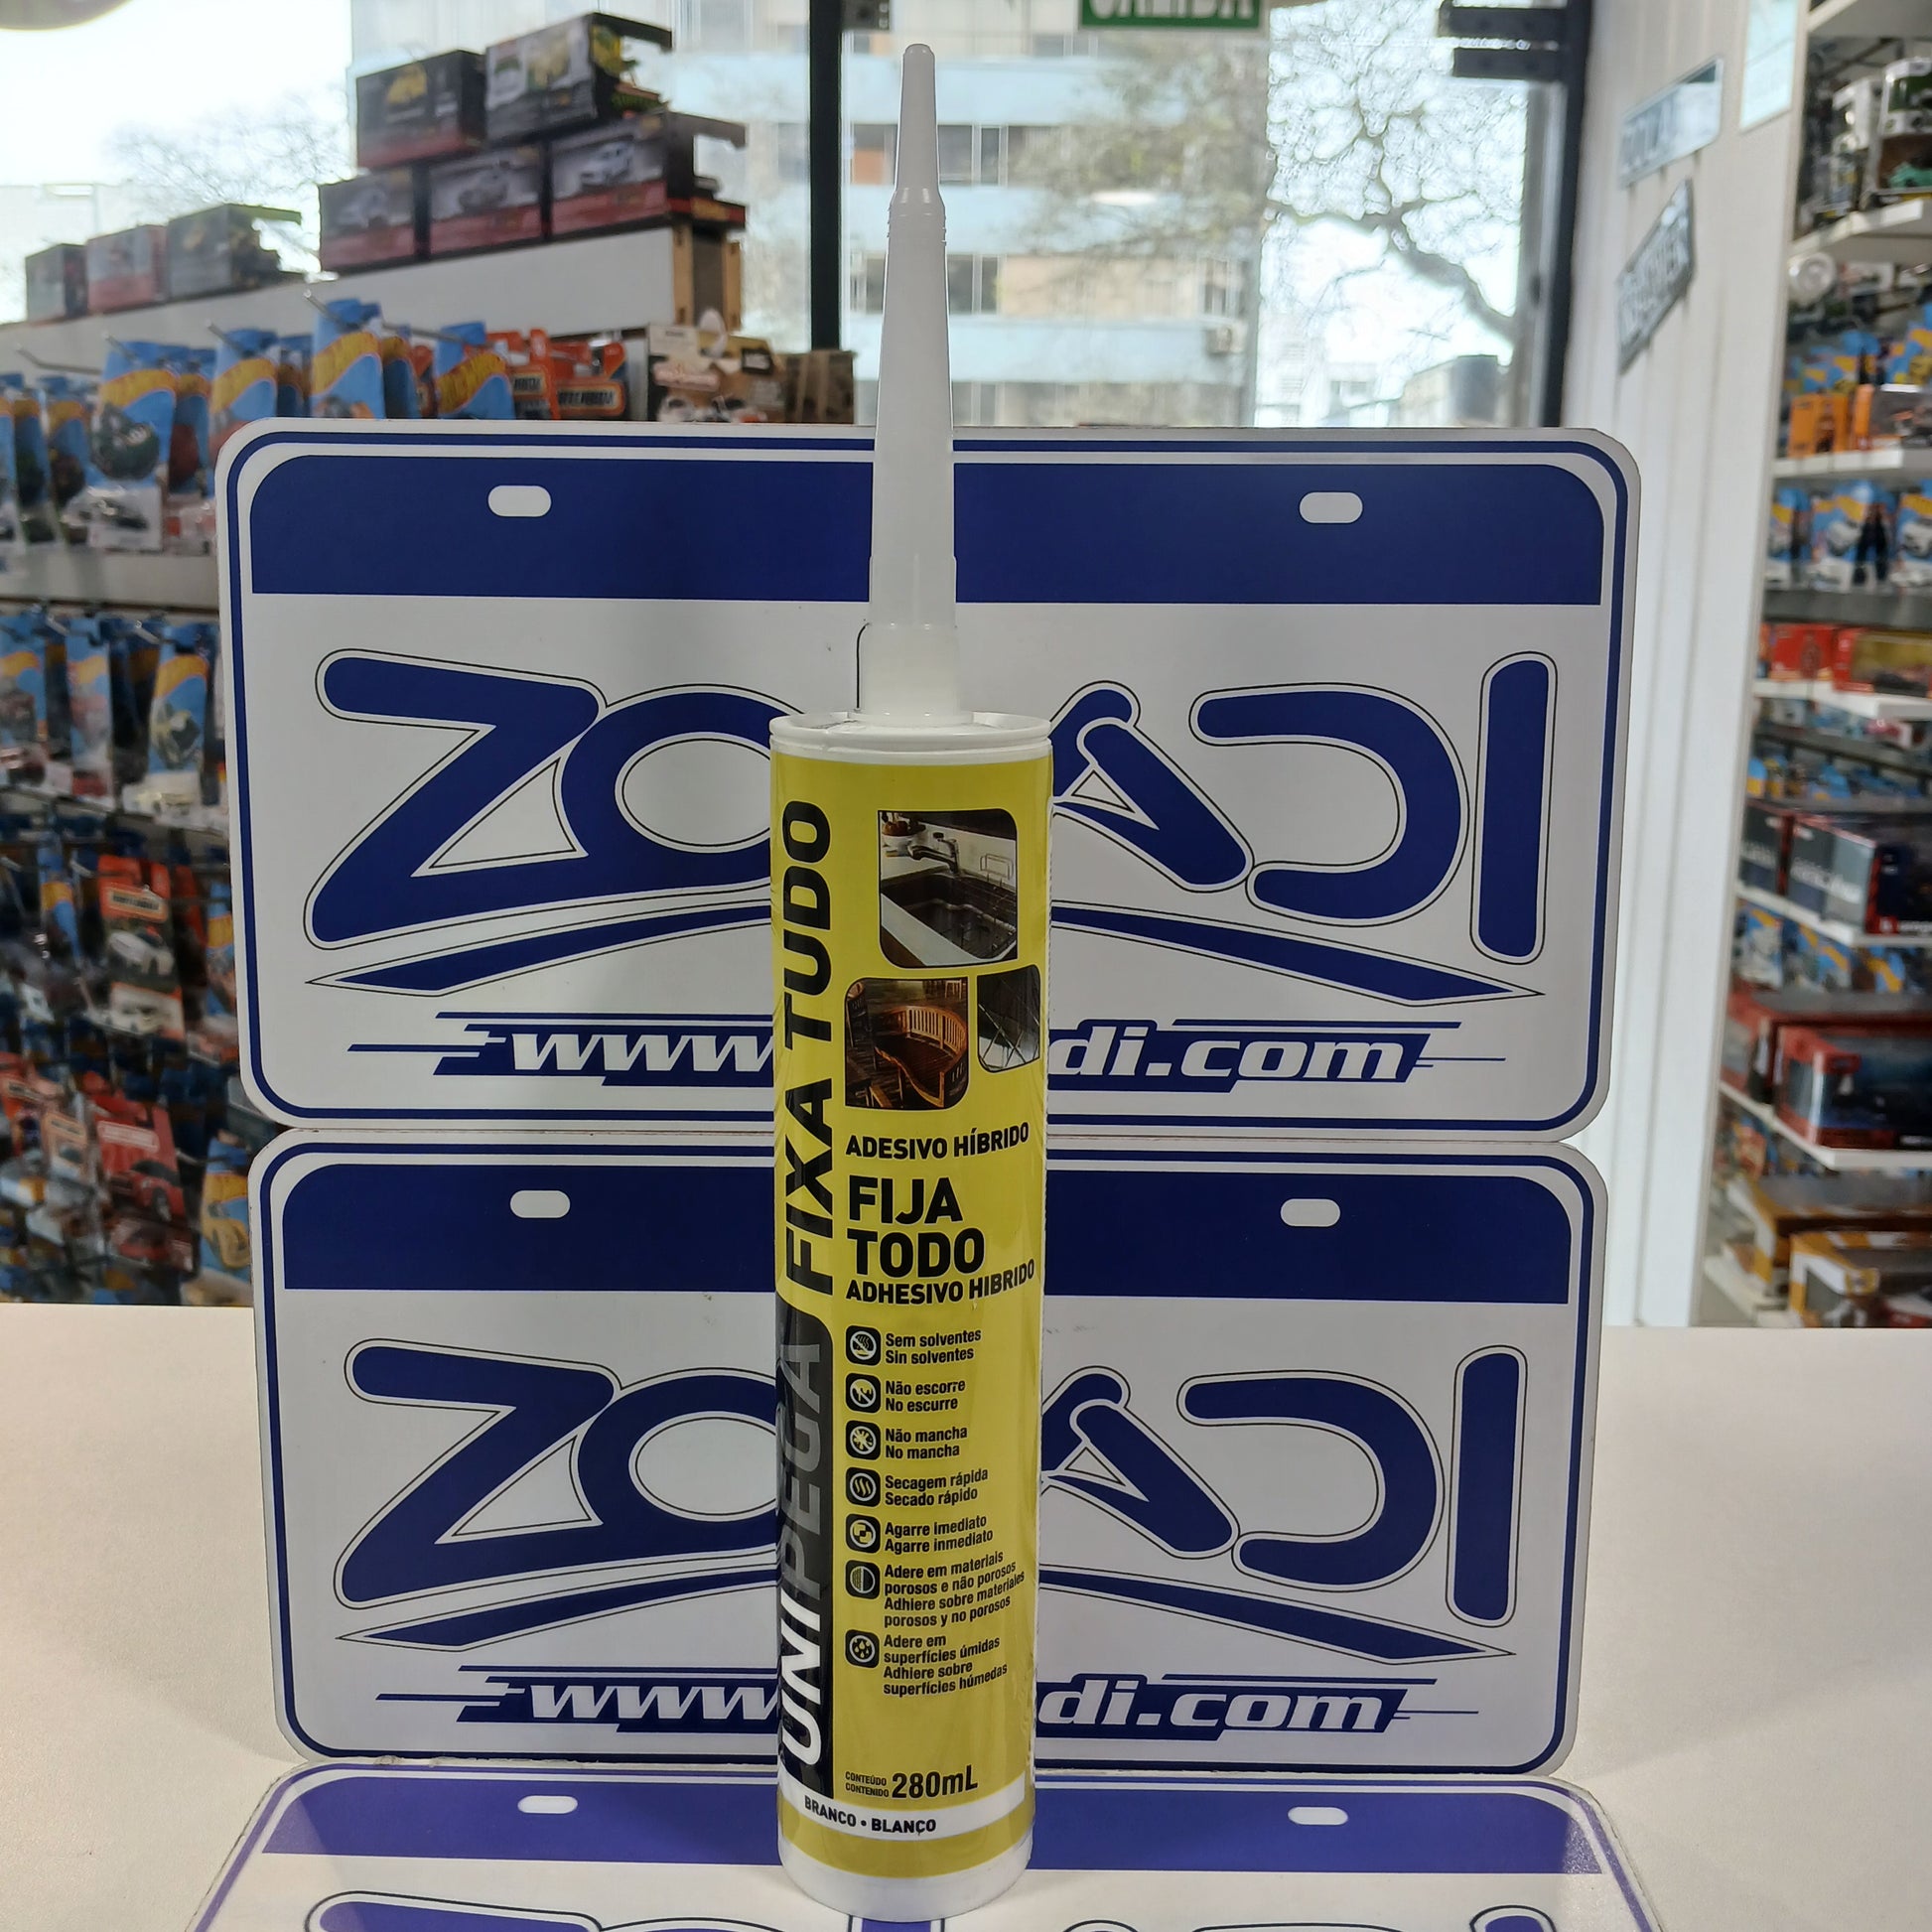 SALIDA
ZOMADI
www.
di.com
FIXA TUDO
UNIPEGA
ADESIVO HÍBRIDO
FIJA
TODO
ADHESIVO HIBRIDO
Sem solventes
Sin solventes
Não escorre
No escurre
Não mancha
No mancha
Secagem rápida
Secado rápido
Agarre imediato
Agarre inmediato
Adere em materiais
porosos e não porosos
Adhiere sobre materiales
porosos y no porosos
Adere em
superfícies úmidas
Adhiere sobre
superfícies húmedas
CONTEÚDO
CONTENIDO 280mL
BRANCO • BLANCO
www
di.com